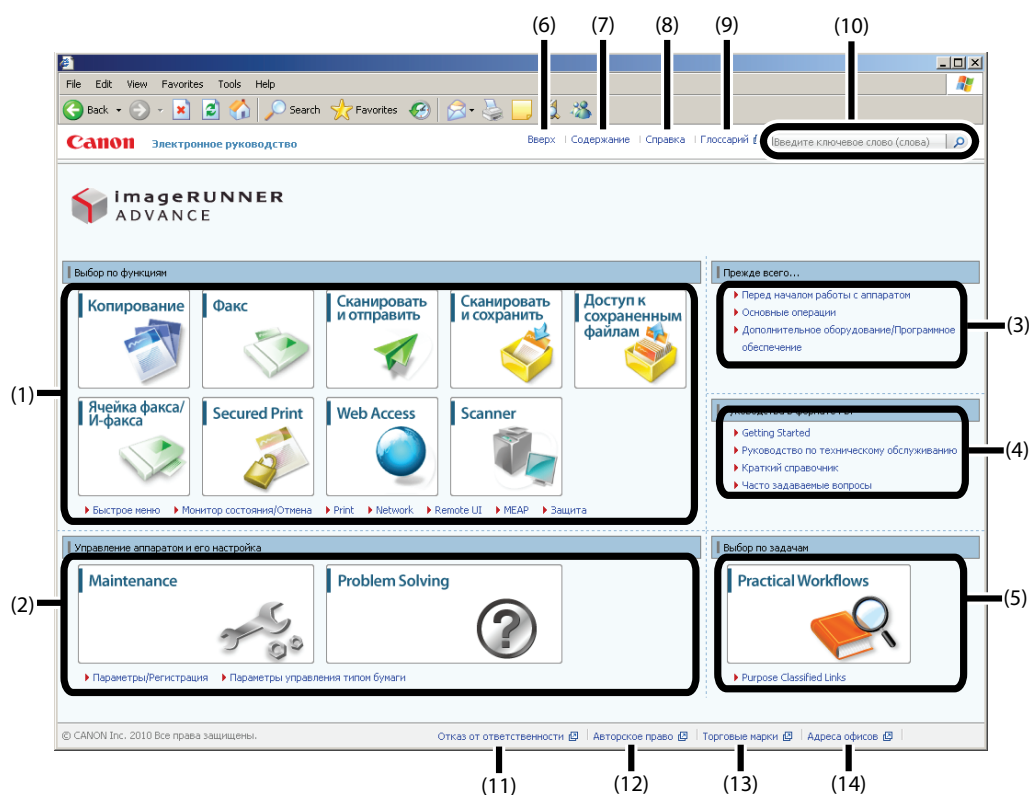 (6) (7) (8) (9) (10)
File Edit View Favorites Tools Help
Back Search Favorites
Canon Электронное руководство
Вверх Содержание Справка Глоссарий
Введите ключевое слово (слова)
imageRUNNER
ADVANCE
Выбор по функциям
Копирование
Факс
Сканировать
и отправить
Сканировать
и сохранить
Доступ к
сохраненным
файлам
(1)
Ячейка факса/
И-факса
Secured Print
Web Access
Scanner
Быстрое меню Монитор состояния/Отмена Print Network Remote UI MEAP Защита
Прежде всего...
Перед началом работы с аппаратом
Основные операции
Дополнительное оборудование/Программное
обеспечение
(3)
Getting Started
Руководство по техническому обслуживанию
Краткий справочник
Часто задаваемые вопросы
(4)
Управление аппаратом и его настройка
Maintenance
Problem Solving
(2)
Параметры/Регистрация Параметры управления типом бумаги
Выбор по задачам
Practical Workflows
(5)
Purpose Classified Links
© CANON Inc. 2010 Все права защищены.
Отказ от ответственности Авторское право Торговые марки Адреса офисов
(11) (12) (13) (14)